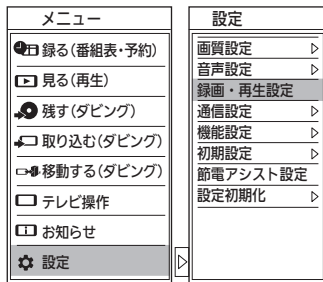 メニュー
録る(番組表・予約)
見る(再生)
残す(ダビング)
取り込む(ダビング)
移動する(ダビング)
テレビ操作
お知らせ
設定
設定
画質設定
音声設定
録画・再生設定
通信設定
機能設定
初期設定
節電アシスト設定
設定初期化